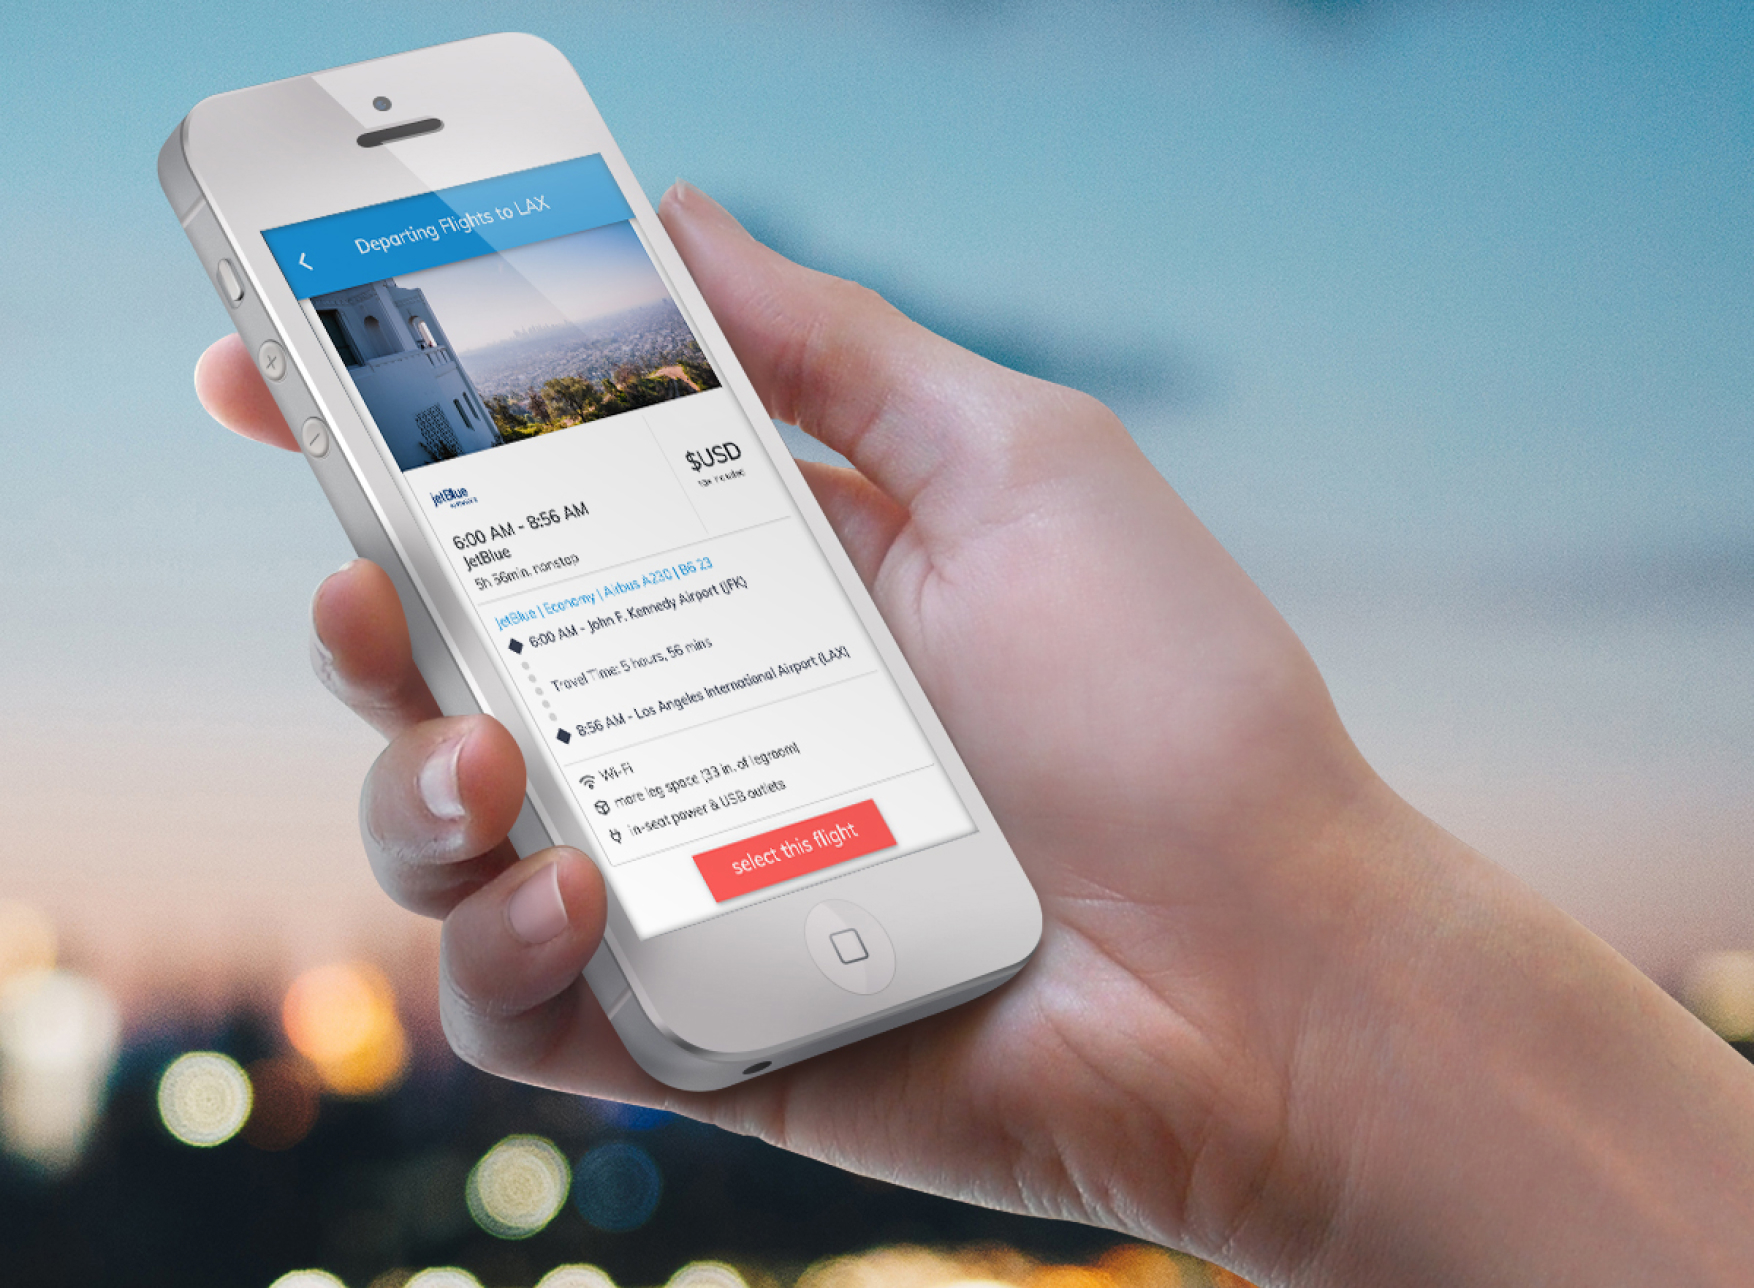 Departing Flights to LAX
jetBlue
$USD
6:00 AM - 8:56 AM
JetBlue
5h 56min. nonstop
JetBlue | Economy | Airbus A230 | B6 23
6:00 AM - John F. Kennedy Airport (JFK)
Travel Time: 5 hours, 56 mins
8:56 AM - Los Angeles International Airport (LAX)
Wi-Fi
more leg space (33 in. of legroom)
in-seat power & USB outlets
select this flight